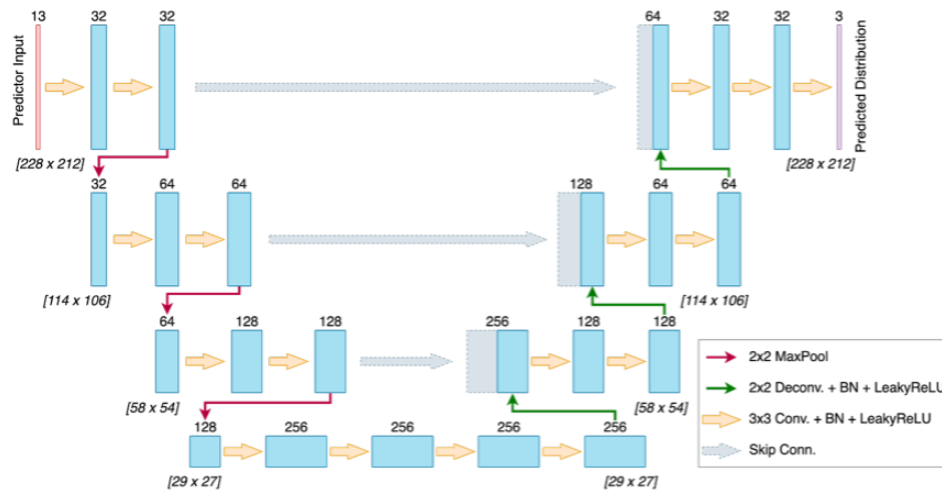 13 32 32 64 32 32 3
Predictor Input
Predicted Distribution
[228 x 212] [228 x 212]
32 64 64 128 64 64
[114 x 106] [114 x 106]
64 128 128 256 128 128
[58 x 54] [58 x 54]
128 256 256 256 256
[29 x 27] [29 x 27]
2x2 MaxPool
2x2 Deconv. + BN + LeakyReLU
3x3 Conv. + BN + LeakyReLU
Skip Conn.